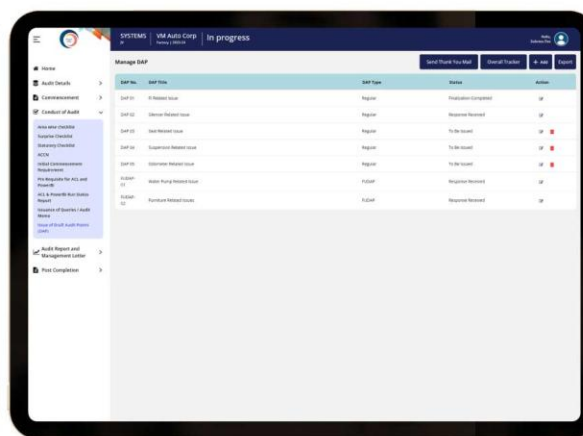 SYSTEMS
VM Auto Corp
In progress
Home
Audit Details
Commencement
Conduct of Audit
Area wise Checklist
Surprise Checklist
Statutory Checklist
ACCN
Initial Commencement
Requirement
Pre-Requisite for ACL and
PowerBI
ACL & PowerBI Run Status
Report
Issuance of Queries / Audit
Memo
Issue of Draft Audit Points
(DAP)
Audit Report and
Management Letter
Post Completion
Manage DAP
Send Thank You Mail
Overall Tracker
+ Add
Export
DAP No. DAP Title DAP Type Status Action
DAP 01 FI Related Issue Regular Finalization Completed
DAP 02 Silencer Related Issue Regular Response Received
DAP 03 Seat Related Issue Regular To Be Issued
DAP 04 Suspension Related Issue Regular To Be Issued
DAP 05 Odometer Related Issue Regular To Be Issued
FUDAP-
01 Water Pump Related Issue FUDAP Response Received
FUDAP-
02 Furniture Related Issues FUDAP Response Received